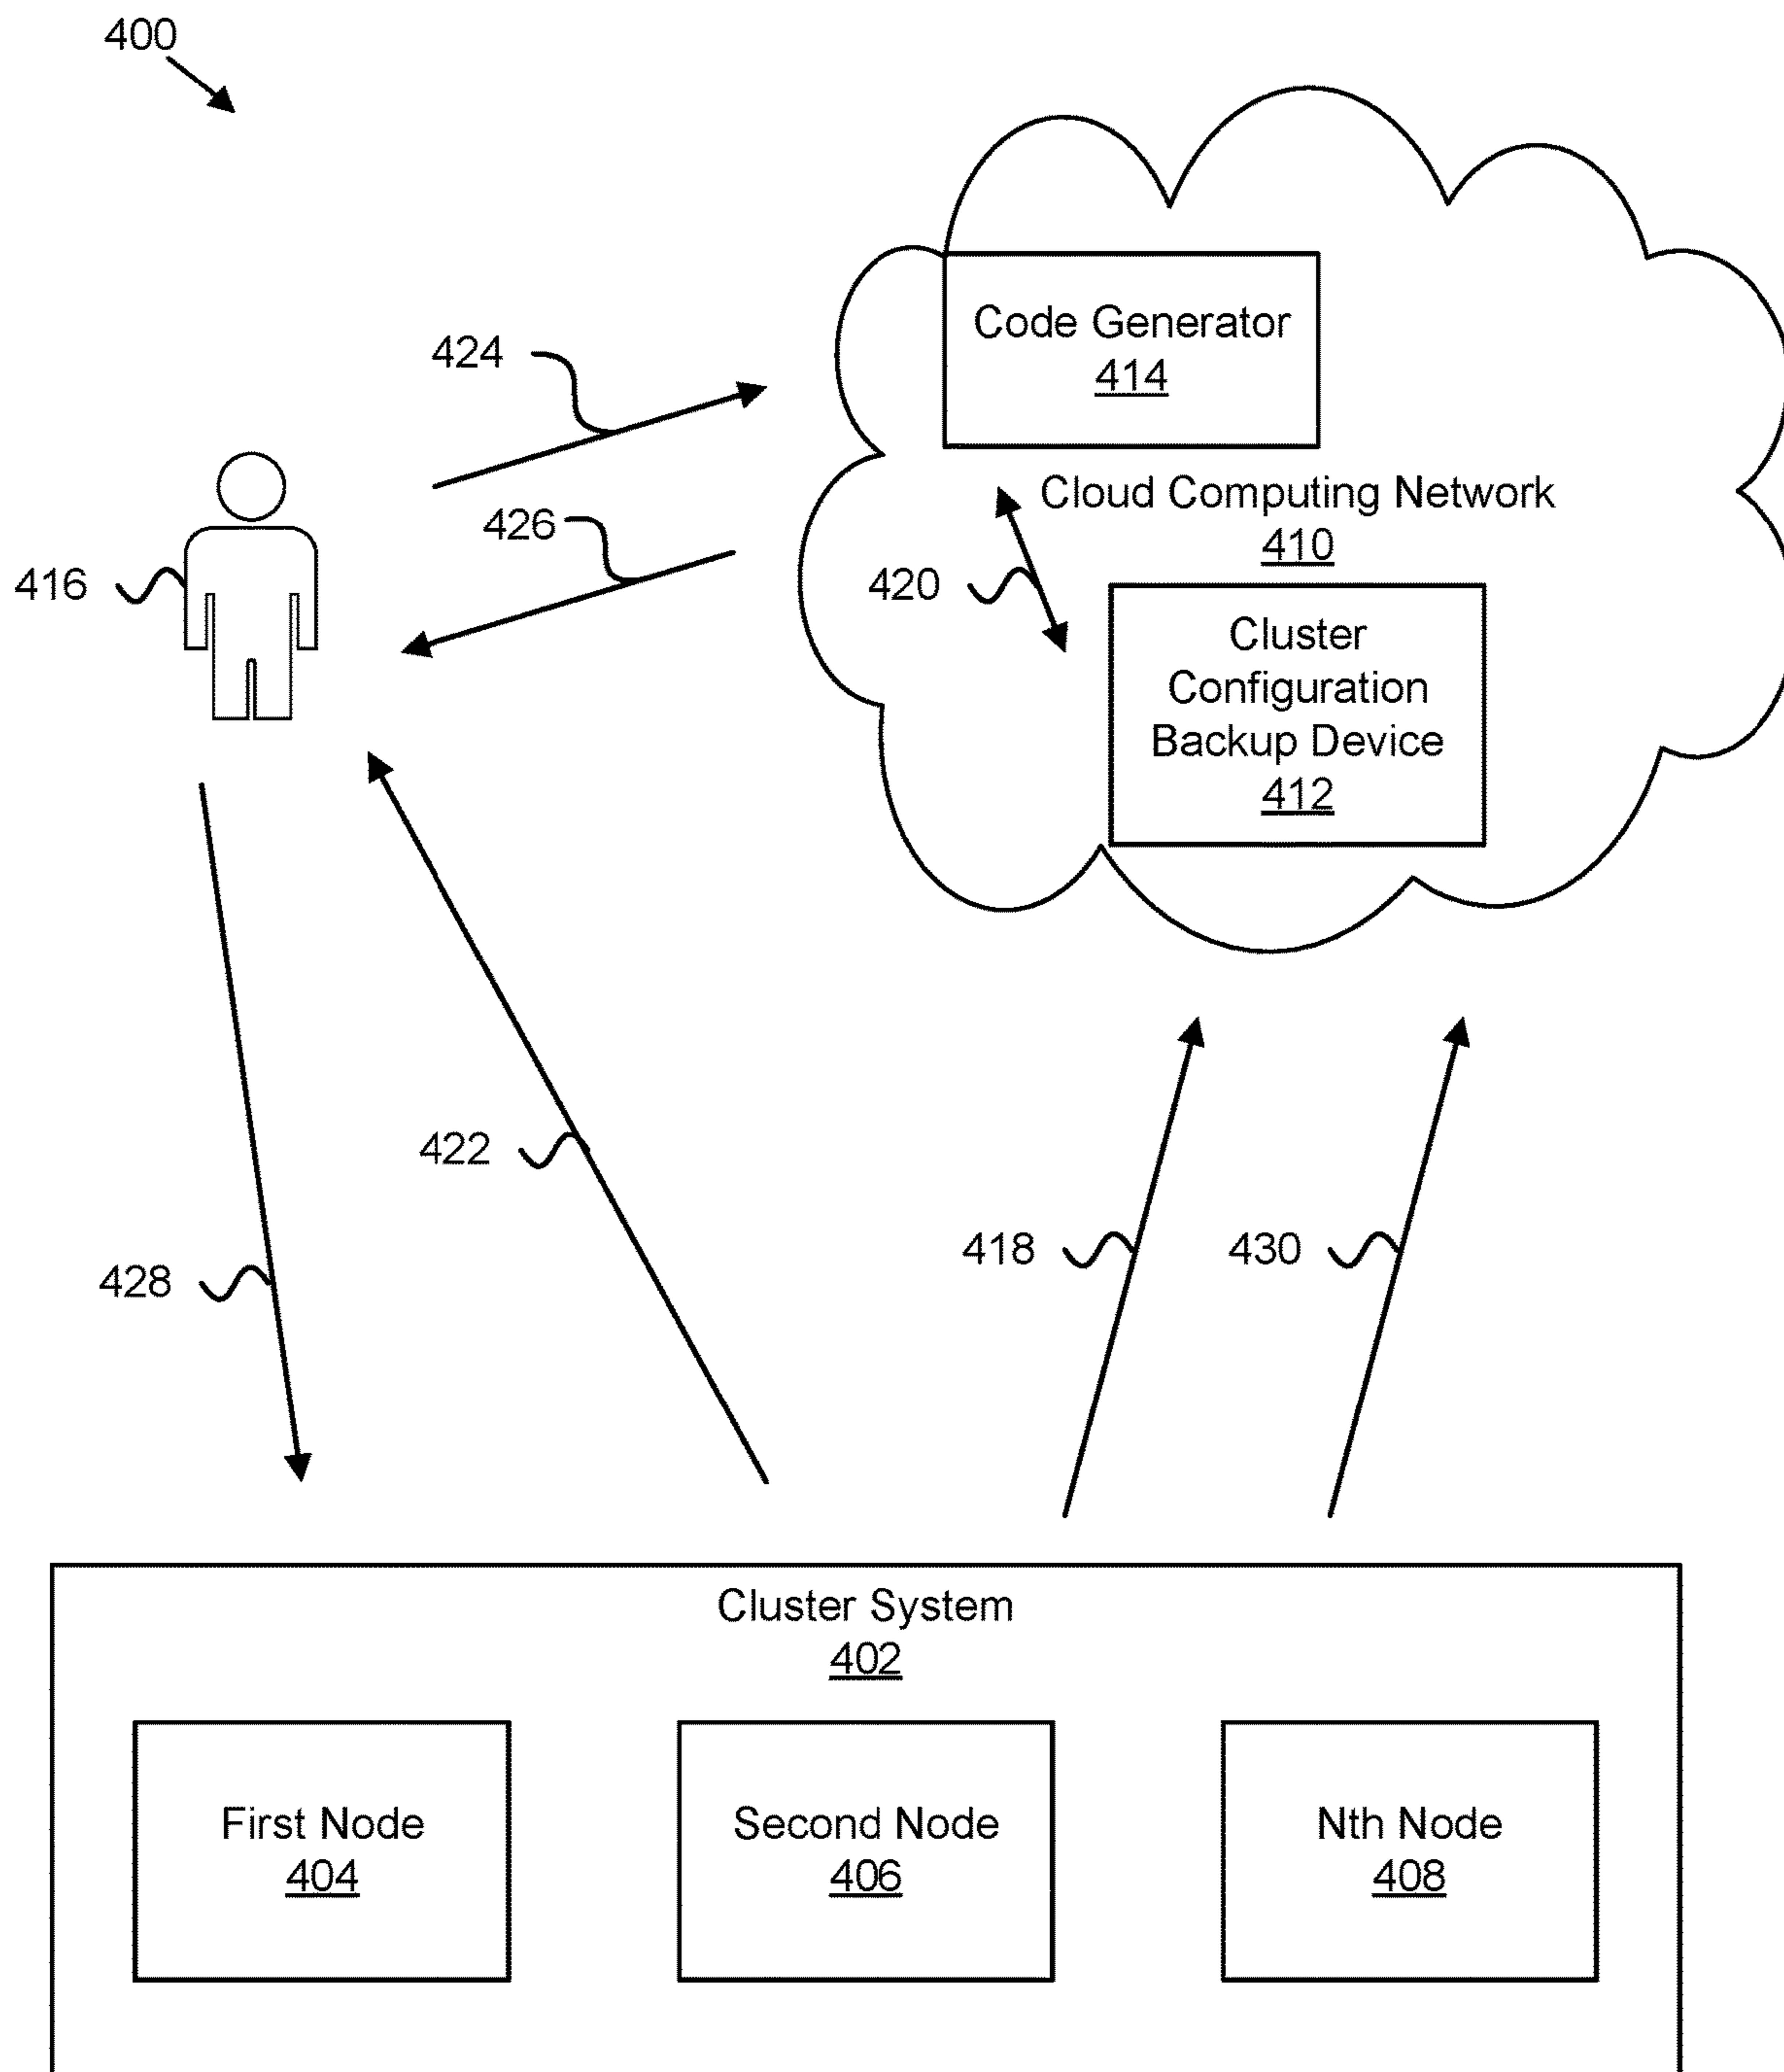 400
Code Generator
414
424
Cloud Computing Network
410
426
416
420
Cluster
Configuration
Backup Device
412
422
418
430
428
Cluster System
402
First Node
404
Second Node
406
Nth Node
408